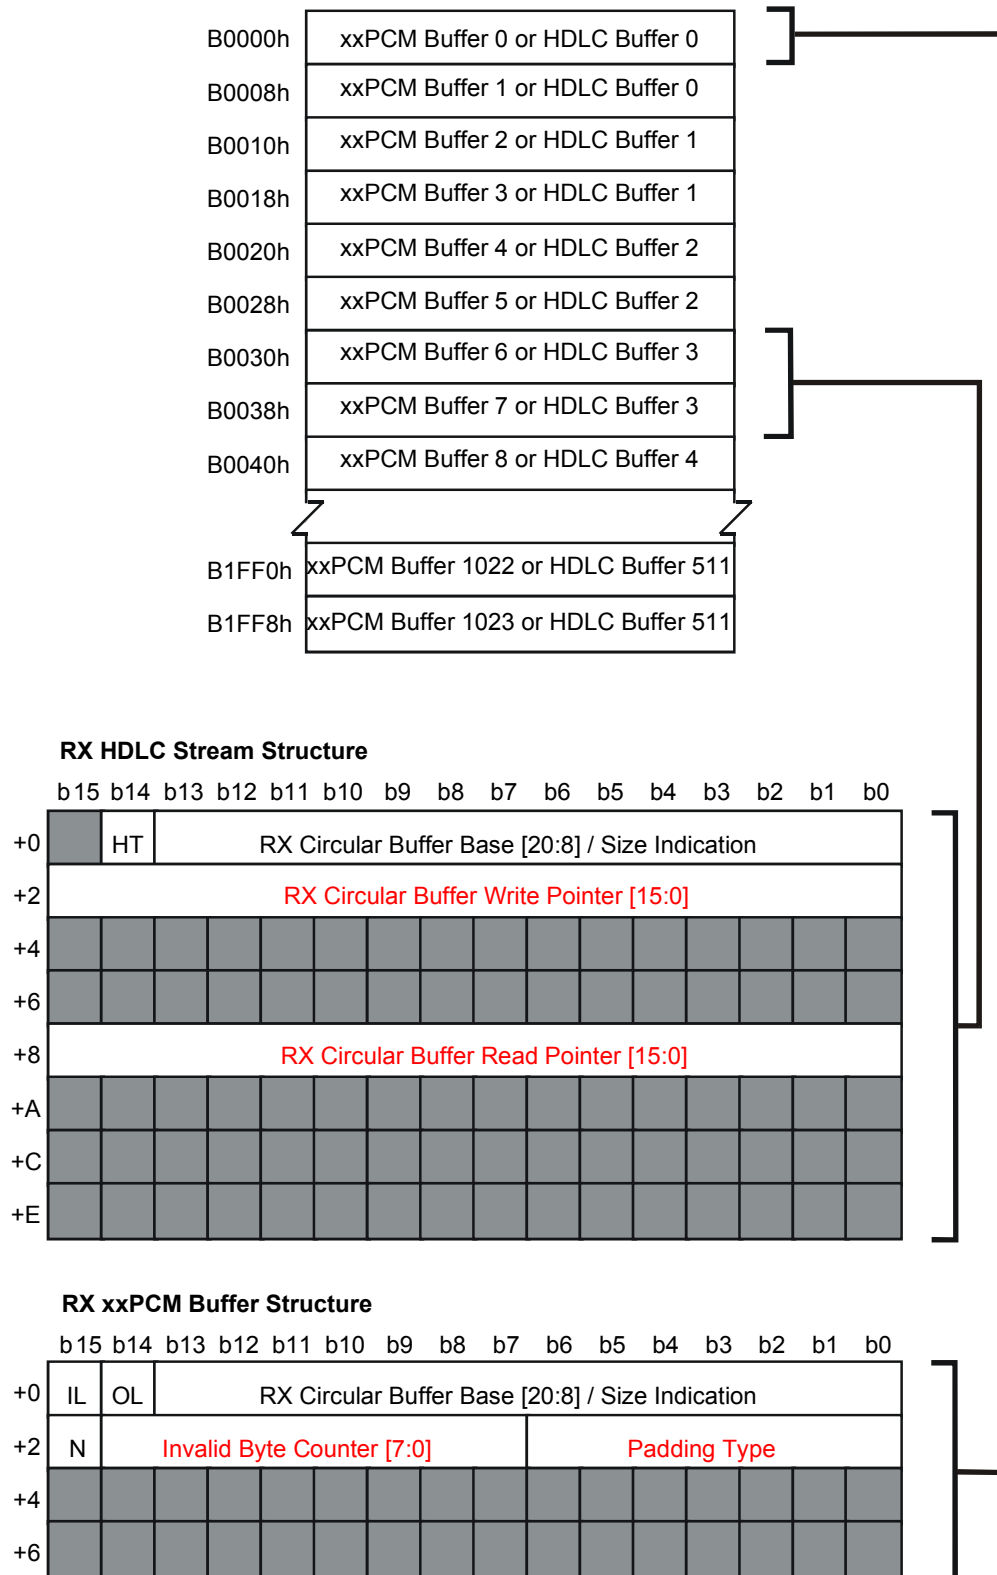 B0000h xxPCM Buffer 0 or HDLC Buffer 0
B0008h xxPCM Buffer 1 or HDLC Buffer 0
B0010h xxPCM Buffer 2 or HDLC Buffer 1
B0018h xxPCM Buffer 3 or HDLC Buffer 1
B0020h xxPCM Buffer 4 or HDLC Buffer 2
B0028h xxPCM Buffer 5 or HDLC Buffer 2
B0030h xxPCM Buffer 6 or HDLC Buffer 3
B0038h xxPCM Buffer 7 or HDLC Buffer 3
B0040h xxPCM Buffer 8 or HDLC Buffer 4
B1FF0h xxPCM Buffer 1022 or HDLC Buffer 511
B1FF8h xxPCM Buffer 1023 or HDLC Buffer 511
RX HDLC Stream Structure
b15 b14 b13 b12 b11 b10 b9 b8 b7 b6 b5 b4 b3 b2 b1 b0
+0 HT RX Circular Buffer Base [20:8] / Size Indication
+2 RX Circular Buffer Write Pointer [15:0]
+4
+6
+8 RX Circular Buffer Read Pointer [15:0]
+A
+C
+E
RX xxPCM Buffer Structure
b15 b14 b13 b12 b11 b10 b9 b8 b7 b6 b5 b4 b3 b2 b1 b0
+0 IL OL RX Circular Buffer Base [20:8] / Size Indication
+2 N Invalid Byte Counter [7:0] Padding Type
+4
+6